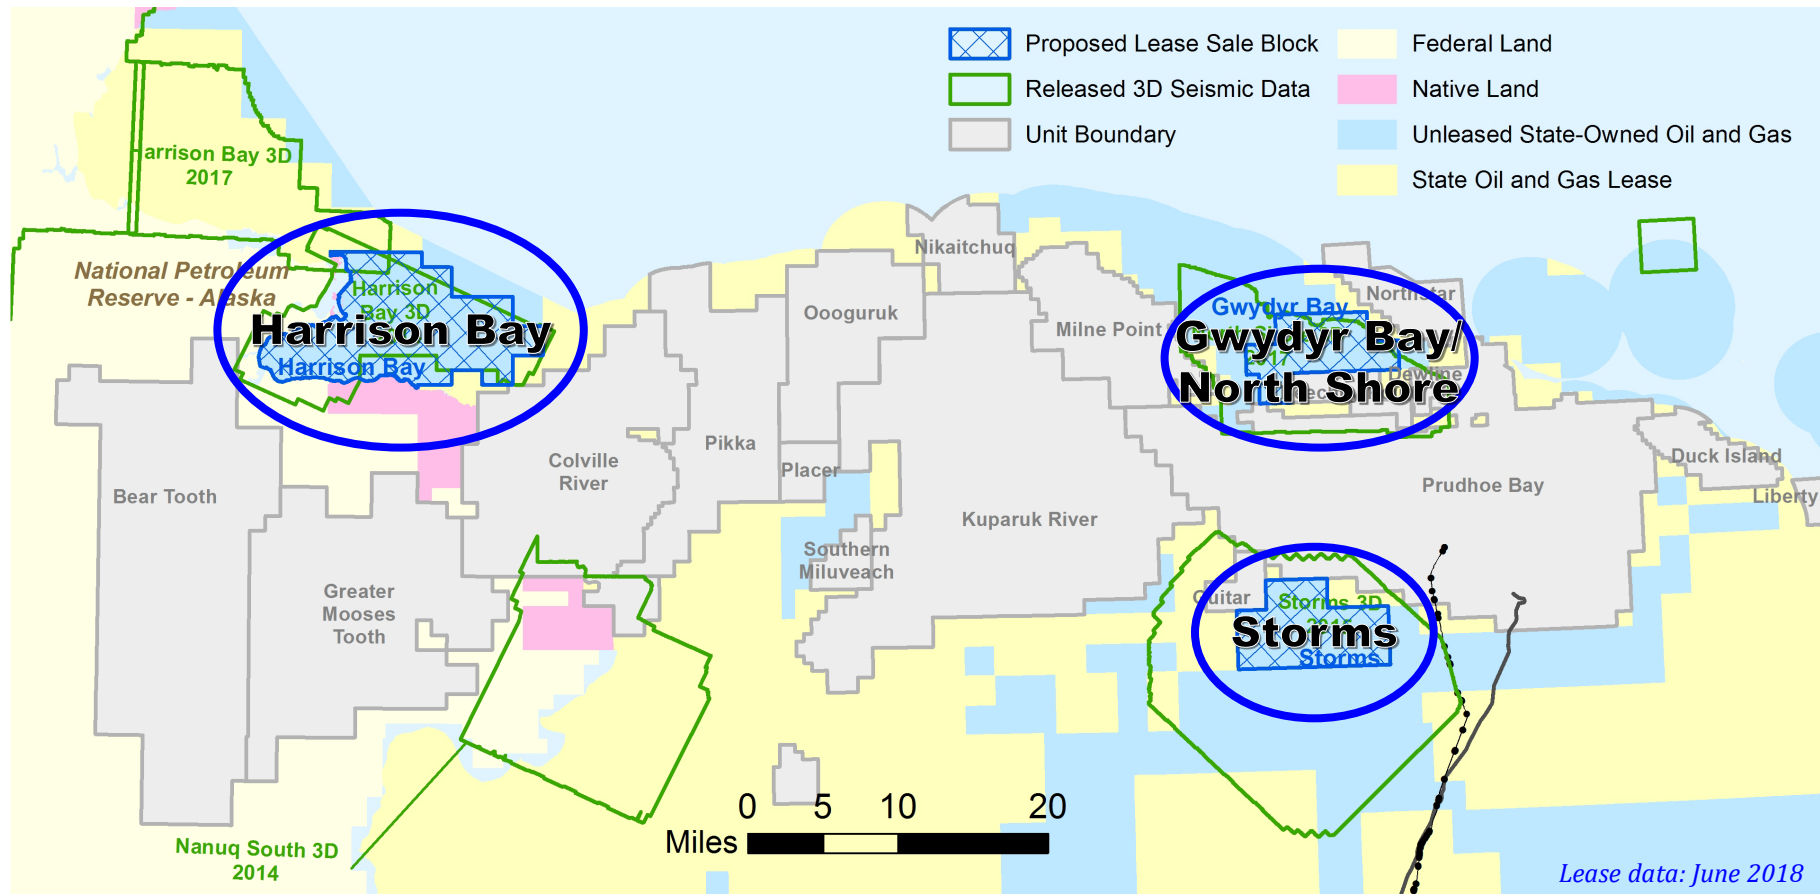 Proposed Lease Sale Block
Released 3D Seismic Data
Unit Boundary
Federal Land
Native Land
Unleased State-Owned Oil and Gas
State Oil and Gas Lease
arrison Bay 3D
2017
National Petroleum
Reserve - Alaska
Harrison
Bay 3D
Harrison Bay
Harrison Bay
Nikaitchuq
Oooguruk
Milne Point
Northstar
Gwydyr Bay
Gwydyr Bay/
North Shore
2017
Dewline
Bear Tooth
Colville
River
Pikka
Placer
Kuparuk River
Prudhoe Bay
Duck Island
Liberty
Southern
Miluveach
Greater
Mooses
Tooth
Guitar
Storms 3D
Storms
Storms
Nanuq South 3D
2014
0 5 10 20
Miles
Lease data: June 2018